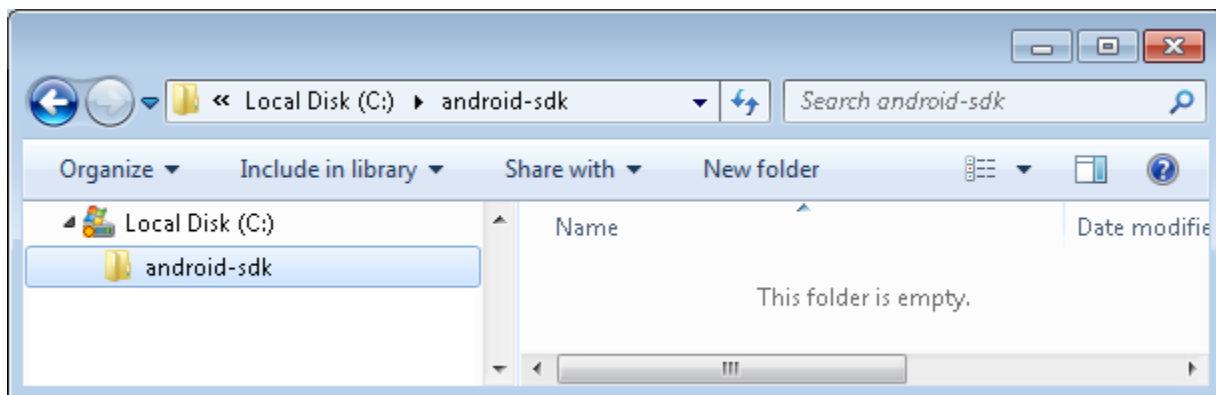 « Local Disk (C:) android-sdk Search android-sdk
Organize Include in library Share with New folder
Local Disk (C:) Name Date modifie
android-sdk
This folder is empty.